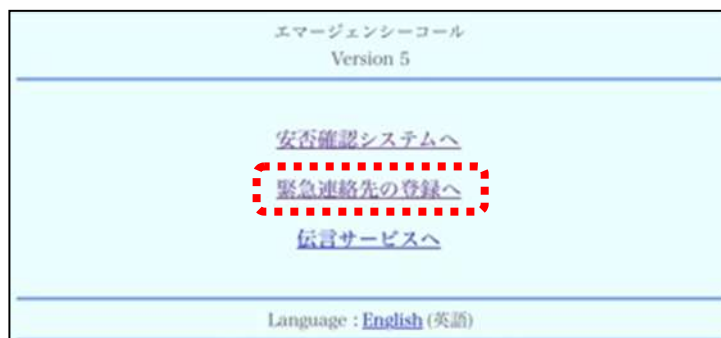 エマージェンシーコール
Version 5
安否確認システムへ
緊急連絡先の登録へ
伝言サービスへ
Language : English (英語)